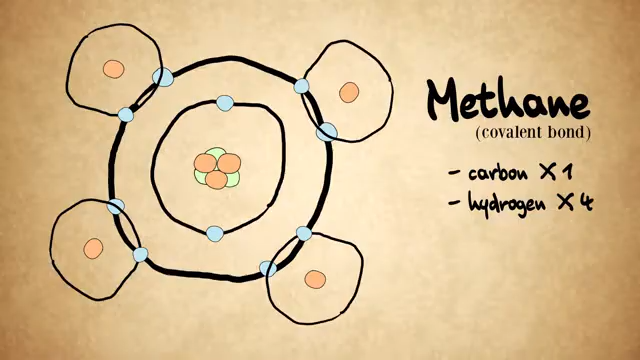 Methane
(covalent bond)
- carbon X 1
- hydrogen X 4